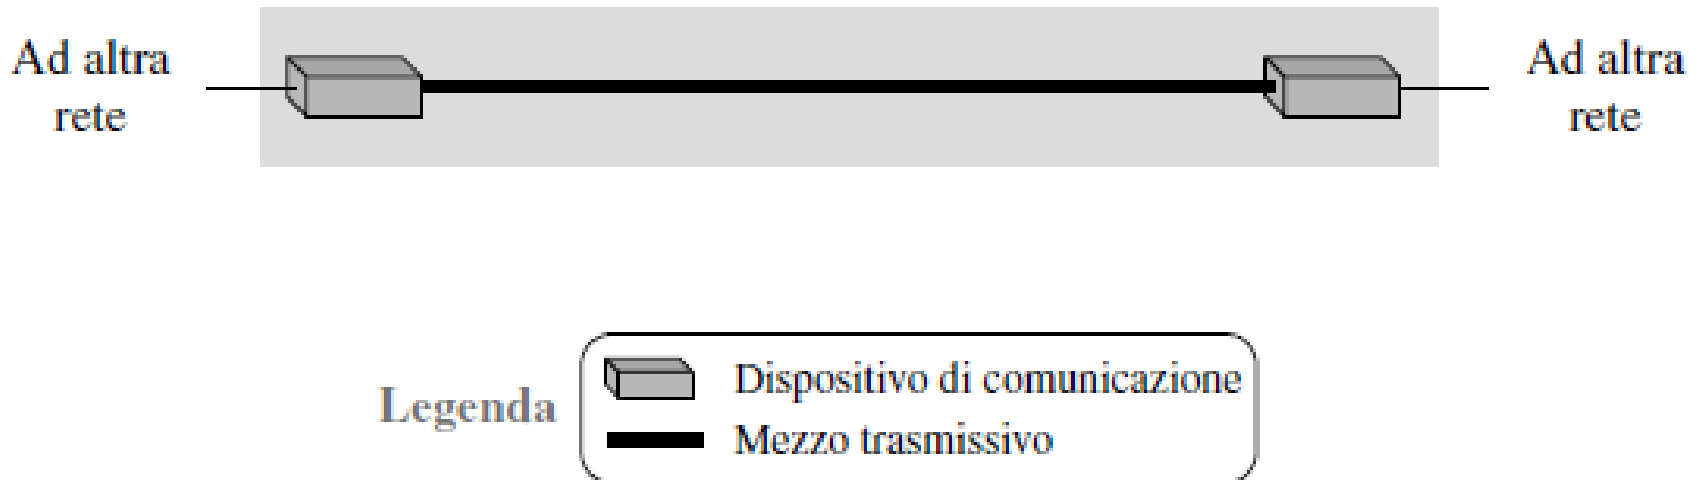 Ad altra
rete
Ad altra
rete
Legenda
Dispositivo di comunicazione
Mezzo trasmissivo